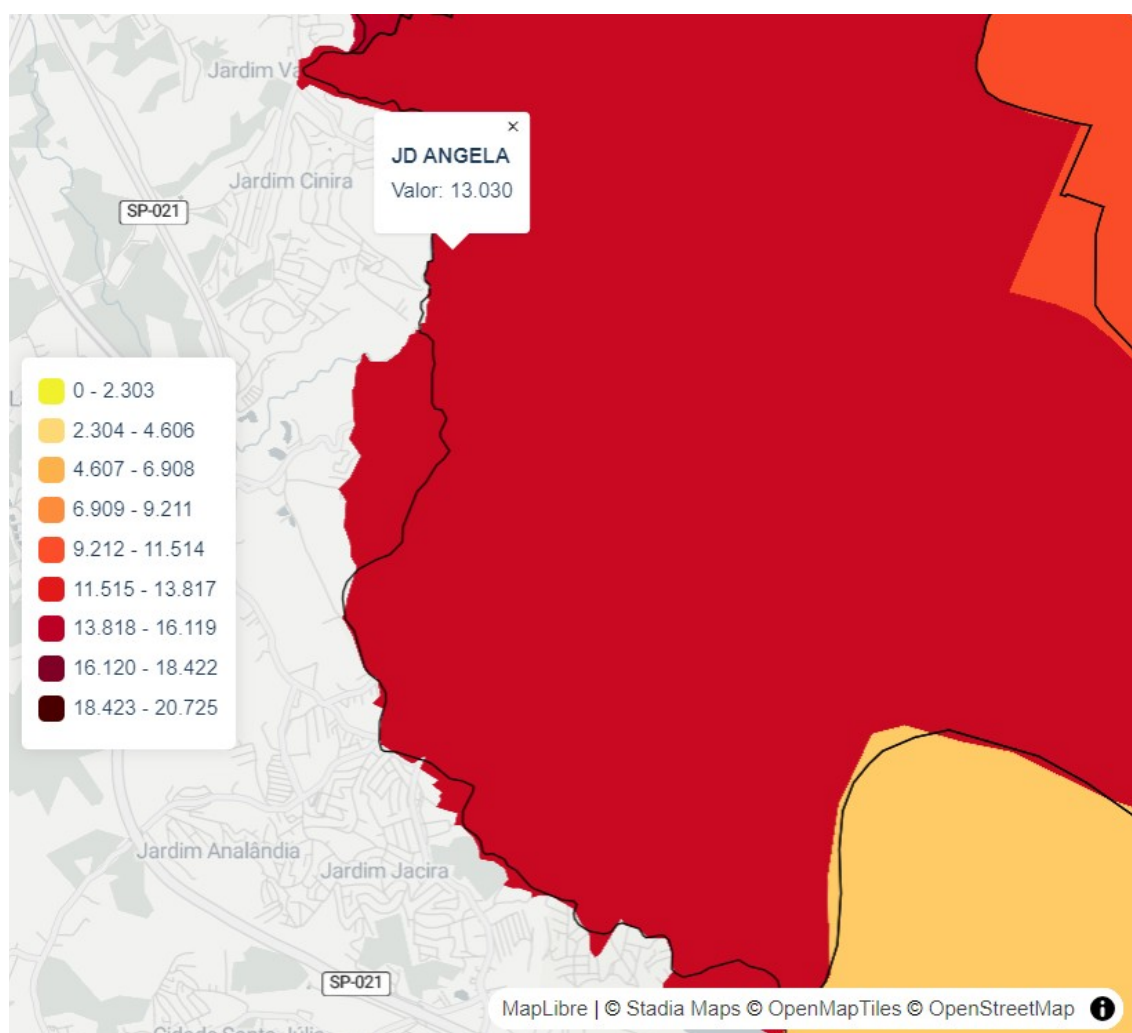 Jardim Va
×
JD ANGELA
Valor: 13.030
Jardim Cinira
SP-021
0 - 2.303
2.304 - 4.606
4.607 - 6.908
6.909 - 9.211
9.212 - 11.514
11.515 - 13.817
13.818 - 16.119
16.120 - 18.422
18.423 - 20.725
Jardim Analândia
Jardim Jacira
SP-021
MapLibre | © Stadia Maps © OpenMapTiles © OpenStreetMap
Cidade Santa Júlia